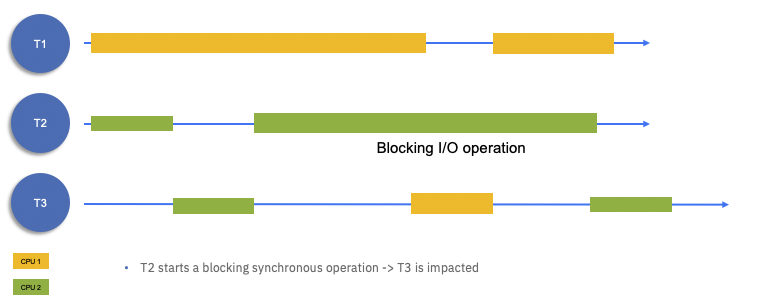 T1
T2
Blocking I/O operation
T3
CPU 1
• T2 starts a blocking synchronous operation -> T3 is impacted
CPU 2